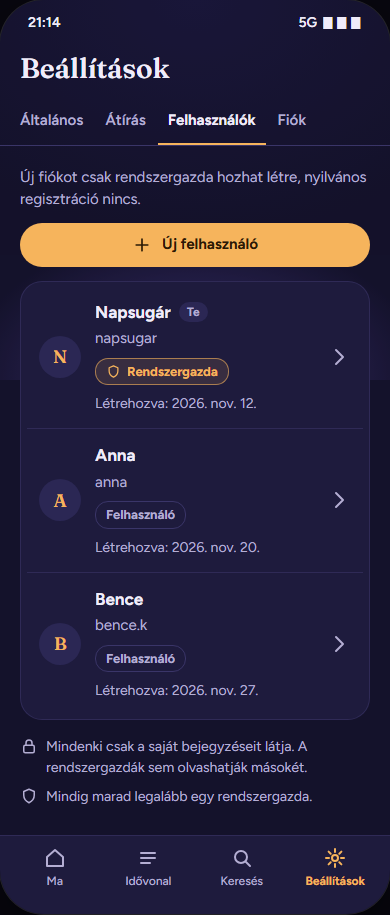 21:14
5G
Beállítások
Általános Átírás Felhasználók Fiók
Új fiókot csak rendszergazda hozhat létre, nyilvános
regisztráció nincs.
+ Új felhasználó
N
Napsugár Te
napsugar
Rendszergazda
Létrehozva: 2026. nov. 12.
A
Anna
anna
Felhasználó
Létrehozva: 2026. nov. 20.
B
Bence
bence.k
Felhasználó
Létrehozva: 2026. nov. 27.
Mindenki csak a saját bejegyzéseit látja. A
rendszergazdák sem olvashatják másokét.
Mindig marad legalább egy rendszergazda.
Ma Idővonal Keresés Beállítások